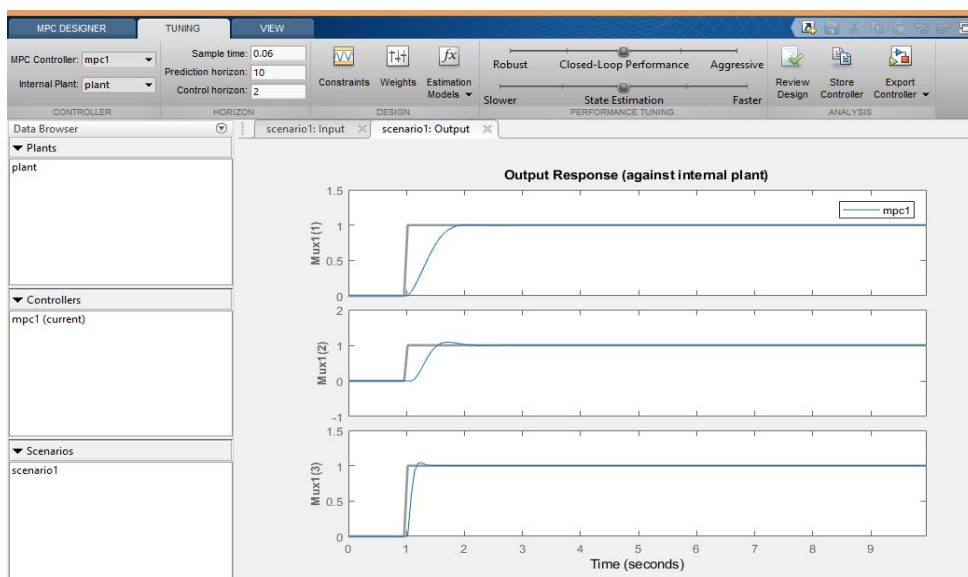 MPC DESIGNER
TUNING
VIEW
MPC Controller: mpc1
Internal Plant: plant
CONTROLLER
Sample time: 0.06
Prediction horizon: 10
Control horizon: 2
HORIZON
Constraints
Weights
Estimation
Models
DESIGN
Robust
Closed-Loop Performance
Aggressive
Slower
State Estimation
Faster
PERFORMANCE TUNING
Review
Design
Store
Controller
Export
Controller
ANALYSIS
Data Browser
Plants
plant
Controllers
mpc1 (current)
Scenarios
scenario1
scenario1: Input
scenario1: Output
Output Response (against internal plant)
mpc1
Mux1(1)
1.5
1
0.5
0
Mux1(2)
2
1
0
-1
Mux1(3)
1.5
1
0.5
0
0 1 2 3 4 5 6 7 8 9
Time (seconds)